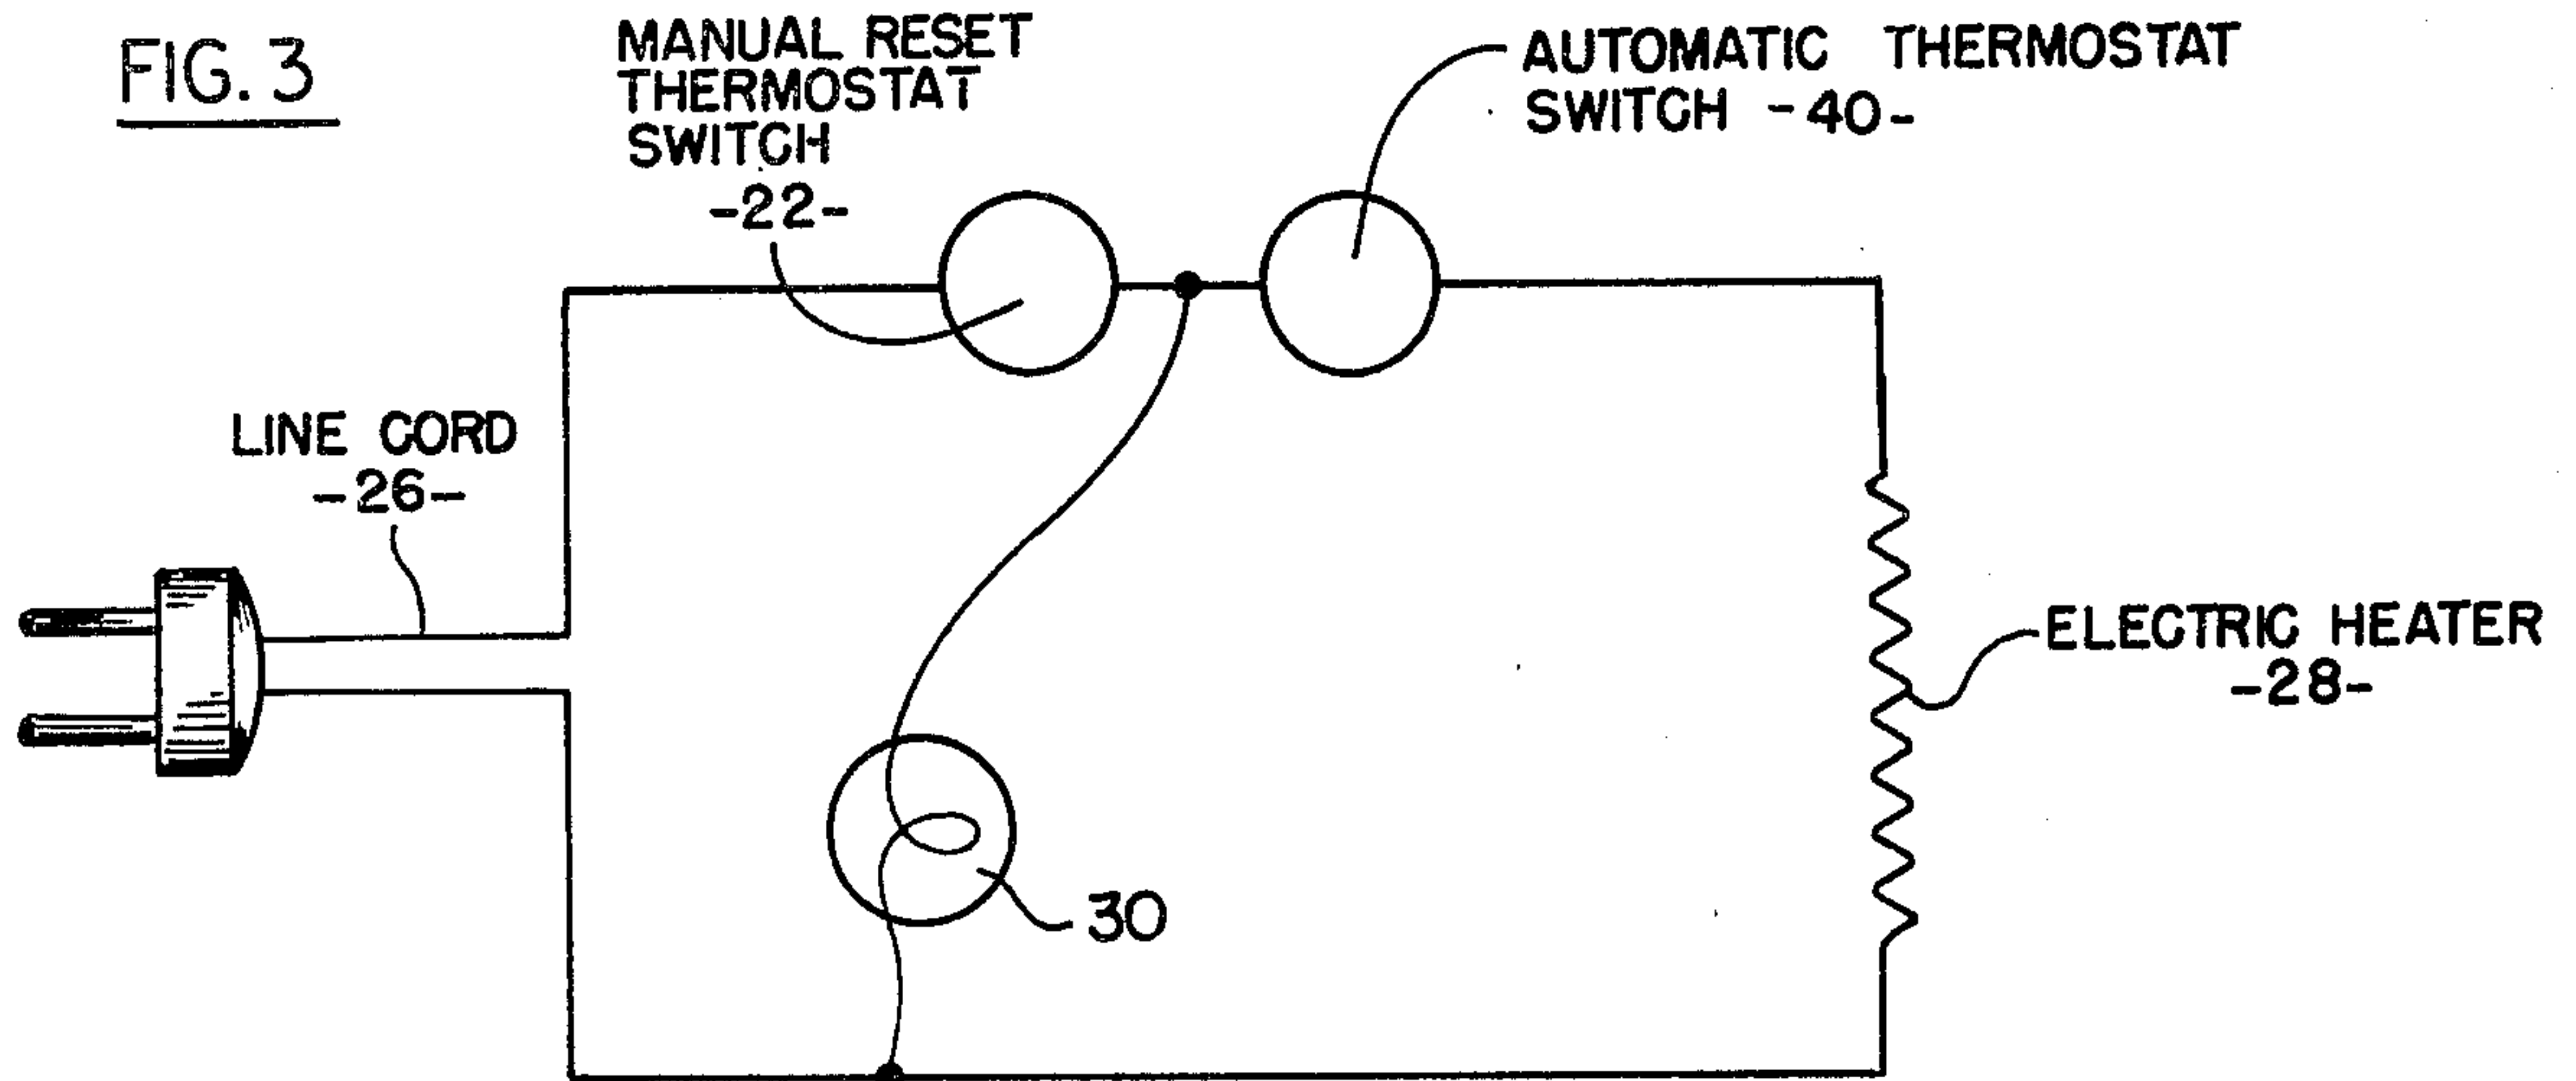 FIG. 3
MANUAL RESET
THERMOSTAT
SWITCH
-22-
AUTOMATIC THERMOSTAT
SWITCH -40-
LINE CORD
-26-
ELECTRIC HEATER
-28-
30